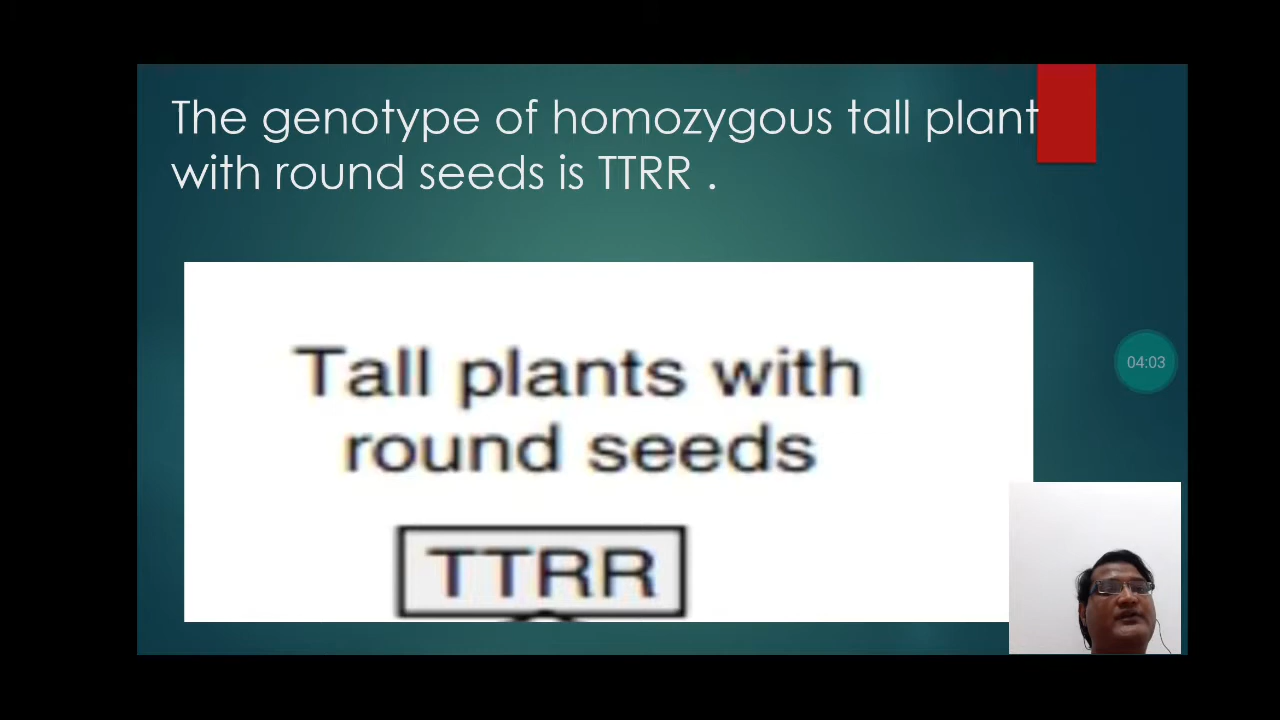 The genotype of homozygous tall plant
with round seeds is TTRR .
Tall plants with
round seeds
TTRR
04:03